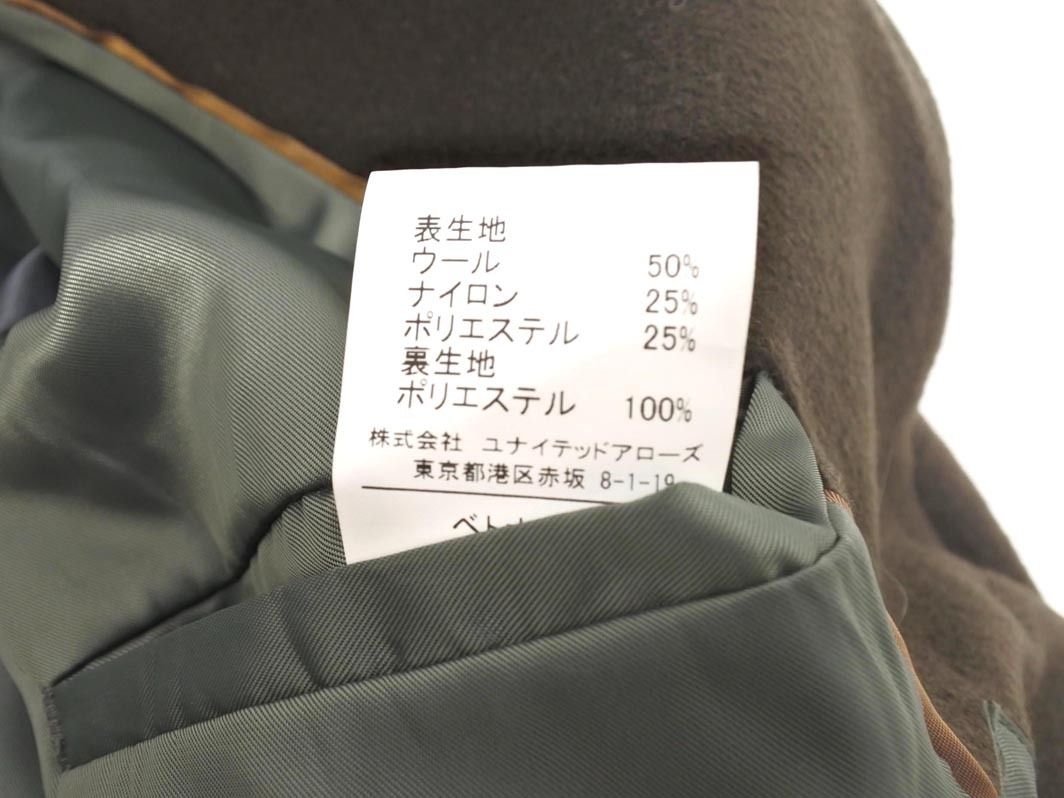 表生地
ウール 50%
ナイロン 25%
ポリエステル 25%
裏生地
ポリエステル 100%
株式会社 ユナイテッドアローズ
東京都港区赤坂 8-1-19